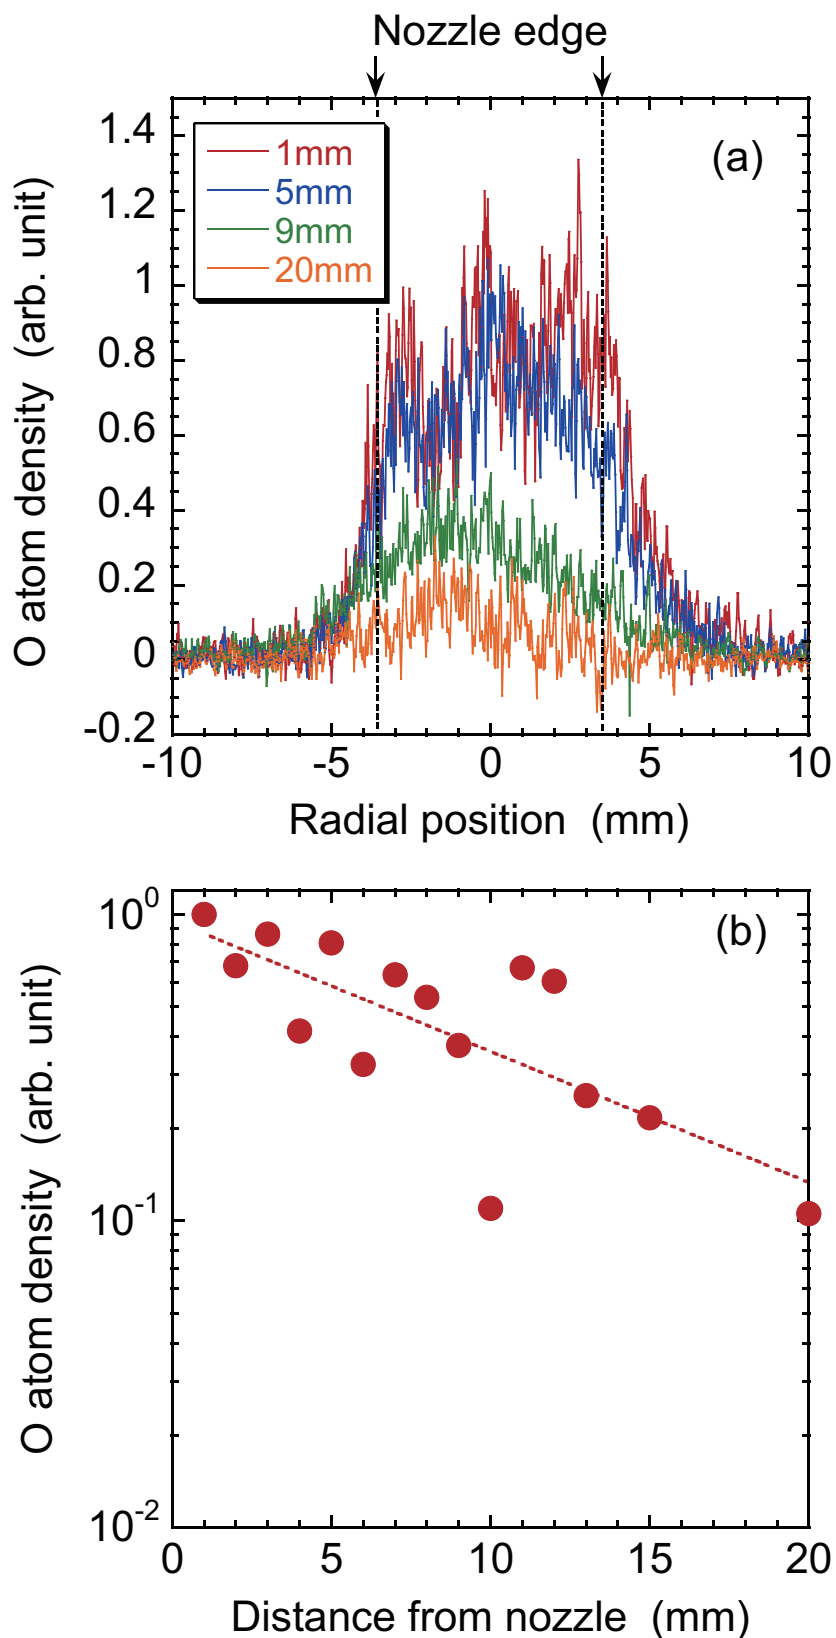 Nozzle edge
(a)
1mm
5mm
9mm
20mm
O atom density (arb. unit)
1.4
1.2
1
0.8
0.6
0.4
0.2
0
-0.2
-10
-5
0
5
10
Radial position (mm)
(b)
O atom density (arb. unit)
10^0
10^-1
10^-2
0
5
10
15
20
Distance from nozzle (mm)